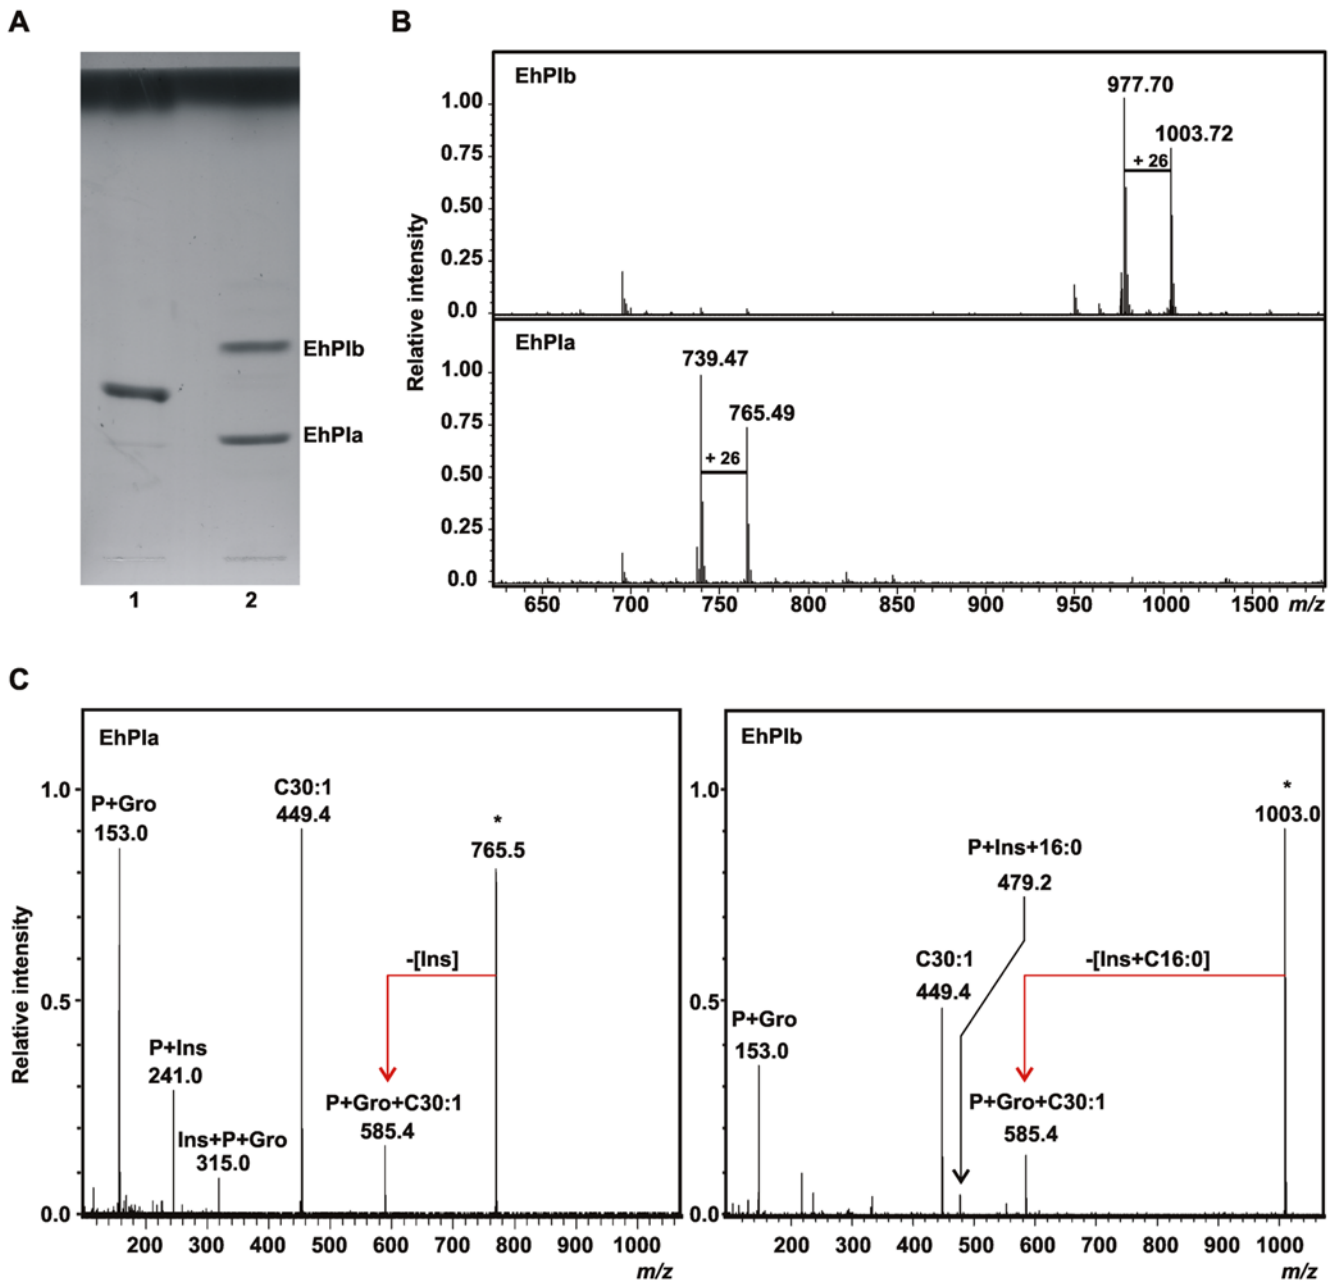 A
EhPIb
EhPIa
1 2
B
EhPIb
977.70
1003.72
+ 26
1.00
0.75
0.50
0.25
0.0
Relative intensity
EhPIa
739.47
765.49
+ 26
1.00
0.75
0.50
0.25
0.0
650 700 750 800 850 900 950 1000 1500 m/z
C
EhPIa
1.0
0.5
0.0
Relative intensity
P+Gro
153.0
C30:1
449.4
*
765.5
-[Ins]
P+Ins
241.0
Ins+P+Gro
315.0
P+Gro+C30:1
585.4
200 300 400 500 600 700 800 900 1000
m/z
EhPIb
1.0
0.5
0.0
*
1003.0
P+Ins+16:0
479.2
C30:1
449.4
-[Ins+C16:0]
P+Gro
153.0
P+Gro+C30:1
585.4
200 300 400 500 600 700 800 900 1000
m/z